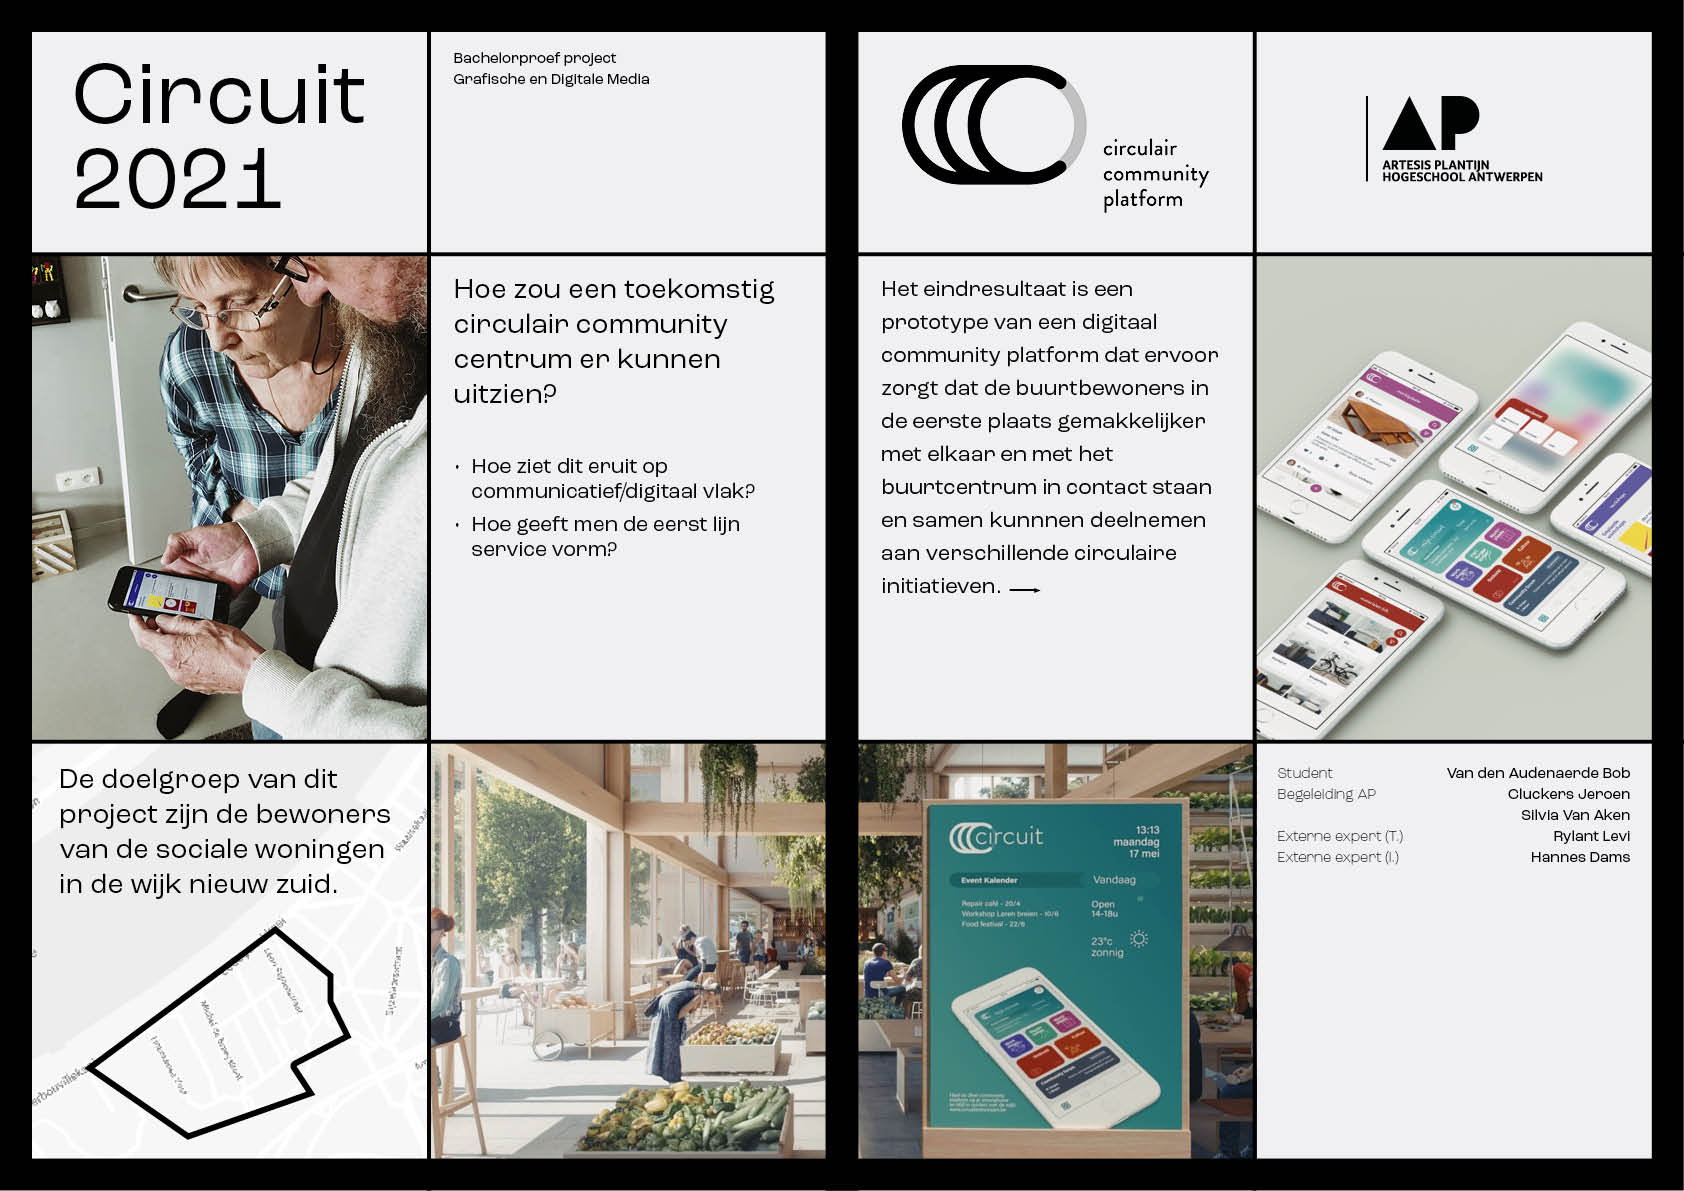 Circuit
2021
Bachelorproef project
Grafische en Digitale Media
circulair
community
platform
AP
ARTESIS PLANTIJN
HOGESCHOOL ANTWERPEN
Hoe zou een toekomstig
circulair community
centrum er kunnen
uitzien?
· Hoe ziet dit eruit op
communicatief/digitaal vlak?
· Hoe geeft men de eerst lijn
service vorm?
Het eindresultaat is een
prototype van een digitaal
community platform dat ervoor
zorgt dat de buurtbewoners in
de eerste plaats gemakkelijker
met elkaar en met het
buurtcentrum in contact staan
en samen kunnnen deelnemen
aan verschillende circulaire
initiatieven.
De doelgroep van dit
project zijn de bewoners
van de sociale woningen
in de wijk nieuw zuid.
circuit
13:13
maandag
17 mei
Event Kalender
Vandaag
Repair café - 20/4
Workshop Leren breien - 10/6
Food festival - 22/6
Open
14-18u
23°c
zonnig
Student Van den Audenaerde Bob
Begeleiding AP Cluckers Jeroen
Silvia Van Aken
Externe expert (T.) Rylant Levi
Externe expert (I.) Hannes Dams